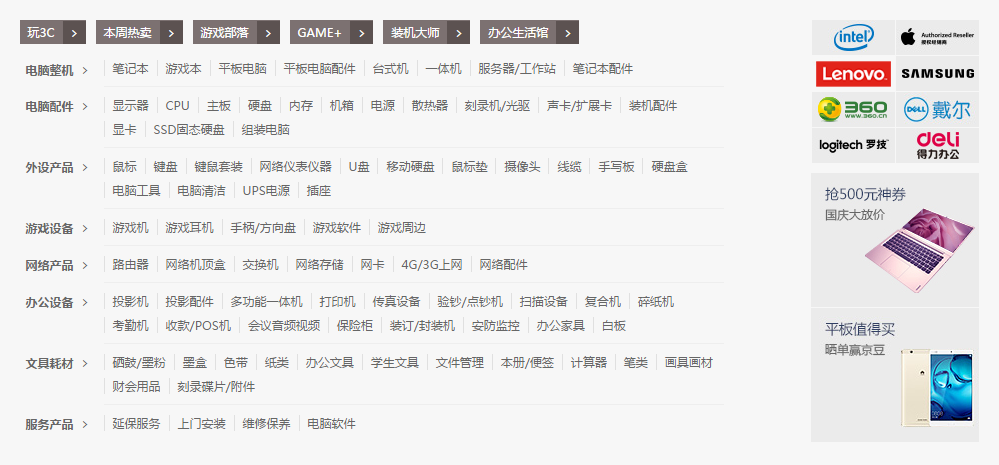 玩3C > 本周热卖 > 游戏部落 > GAME+ > 装机大师 > 办公生活馆 >
电脑整机 > 笔记本 游戏本 平板电脑 平板电脑配件 台式机 一体机 服务器/工作站 笔记本配件
电脑配件 > 显示器 CPU 主板 硬盘 内存 机箱 电源 散热器 刻录机/光驱 声卡/扩展卡 装机配件
显卡 SSD固态硬盘 组装电脑
外设产品 > 鼠标 键盘 键鼠套装 网络仪表仪器 U盘 移动硬盘 鼠标垫 摄像头 线缆 手写板 硬盘盒
电脑工具 电脑清洁 UPS电源 插座
游戏设备 > 游戏机 游戏耳机 手柄/方向盘 游戏软件 游戏周边
网络产品 > 路由器 网络机顶盒 交换机 网络存储 网卡 4G/3G上网 网络配件
办公设备 > 投影机 投影配件 多功能一体机 打印机 传真设备 验钞/点钞机 扫描设备 复合机 碎纸机
考勤机 收款/POS机 会议音频视频 保险柜 装订/封装机 安防监控 办公家具 白板
文具耗材 > 硒鼓/墨粉 墨盒 色带 纸类 办公文具 学生文具 文件管理 本册/便签 计算器 笔类 画具画材
财会用品 刻录碟片/附件
服务产品 > 延保服务 上门安装 维修保养 电脑软件
intel
Authorized Reseller
授权经销商
Lenovo
SAMSUNG
360
www.360.cn
DELL 戴尔
logitech 罗技
deli
得力办公
抢500元神券
国庆大放价
平板值得买
晒单赢京豆